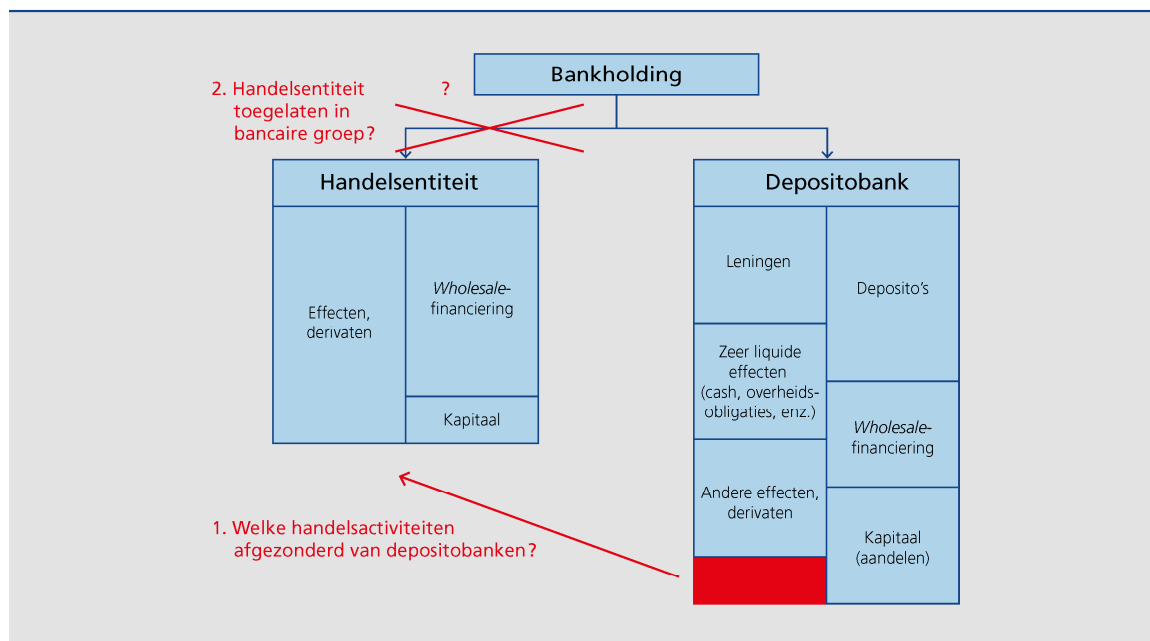 Bankholding
2. Handelsentiteit
toegelaten in
bancaire groep?
?
Handelsentiteit
Effecten,
derivaten
Wholesale-
financiering
Kapitaal
Depositobank
Leningen
Zeer liquide
effecten
(cash, overheids-
obligaties, enz.)
Andere effecten,
derivaten
Deposito’s
Wholesale-
financiering
Kapitaal
(aandelen)
1. Welke handelsactiviteiten
afgezonderd van depositobanken?